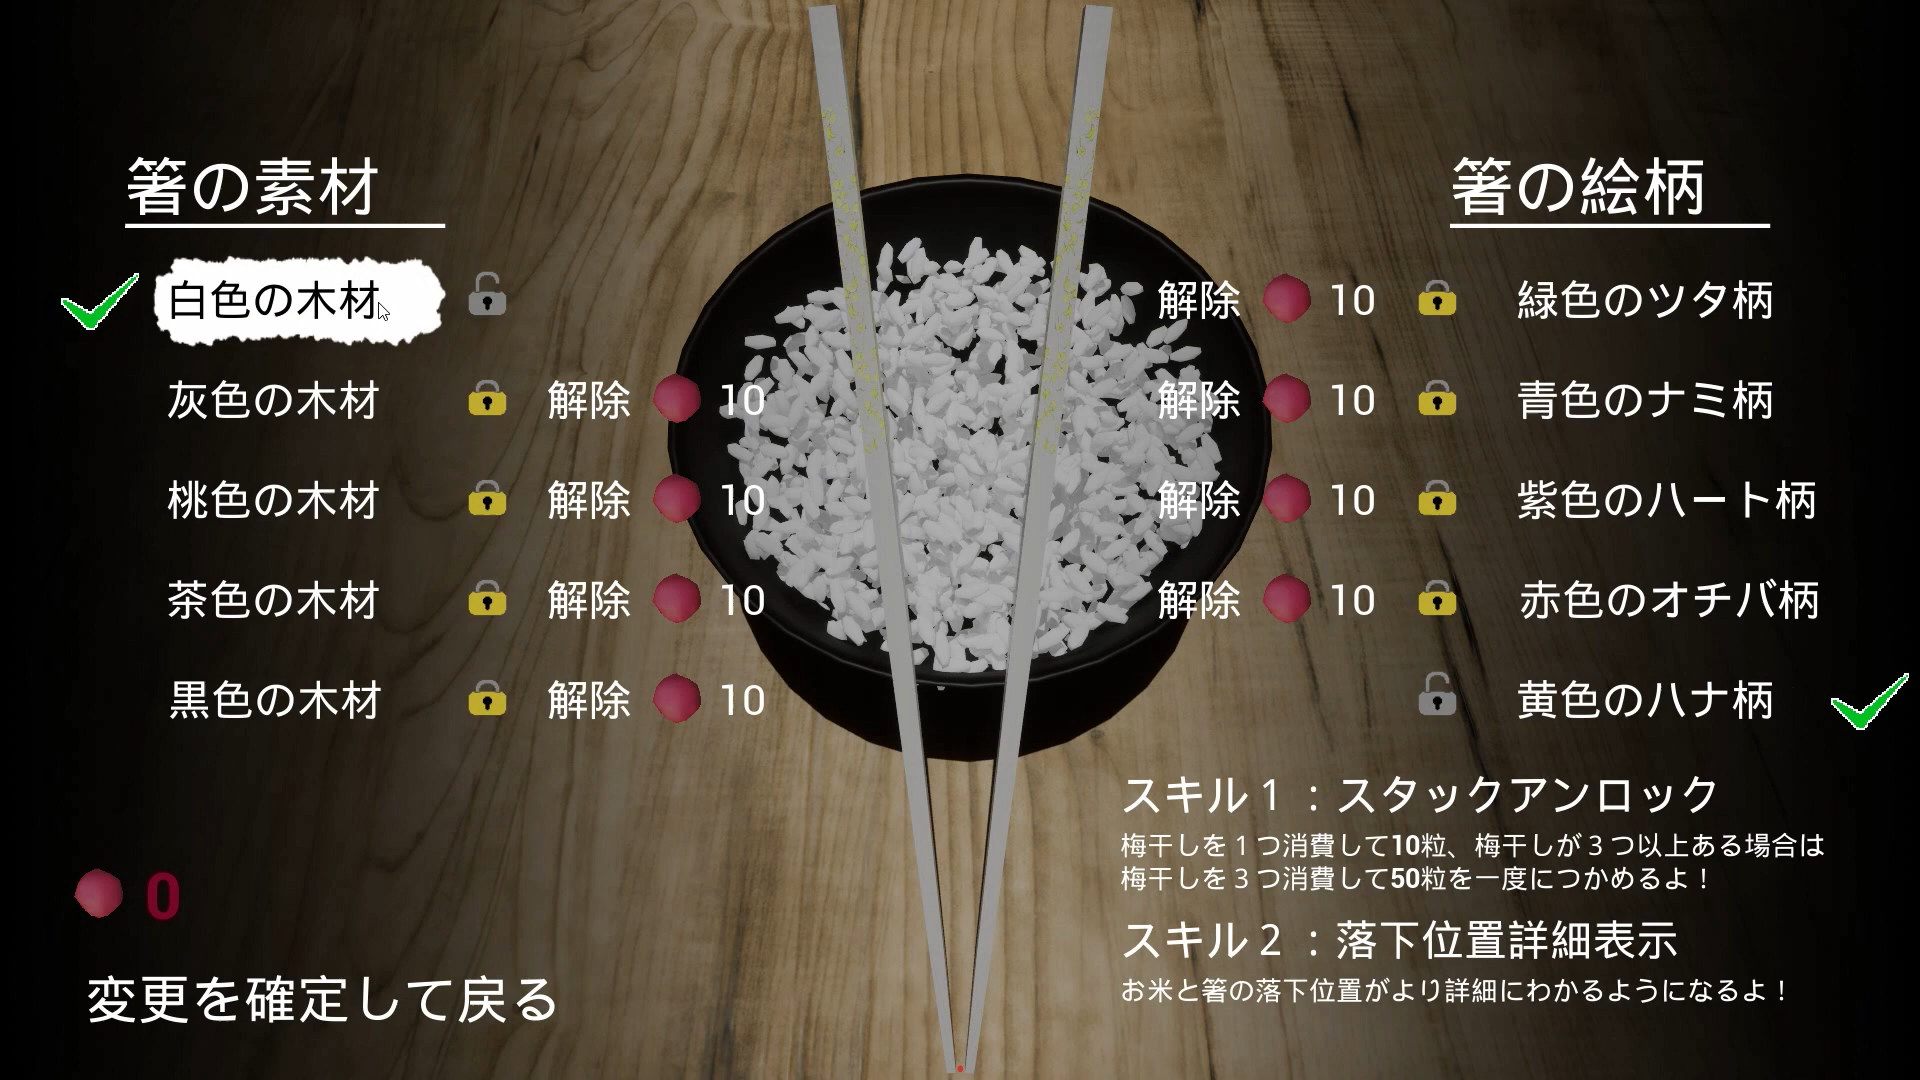 箸の素材
白色の木材
灰色の木材 解除 10
桃色の木材 解除 10
茶色の木材 解除 10
黒色の木材 解除 10
0
変更を確定して戻る
箸の絵柄
解除 10 緑色のツタ柄
解除 10 青色のナミ柄
解除 10 紫色のハート柄
解除 10 赤色のオチバ柄
黄色のハナ柄
スキル1：スタックアンロック
梅干しを１つ消費して10粒、梅干しが３つ以上ある場合は
梅干しを３つ消費して50粒を一度につかめるよ！
スキル2：落下位置詳細表示
お米と箸の落下位置がより詳細にわかるようになるよ！